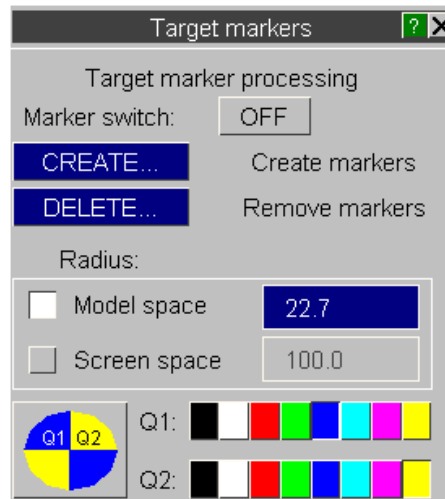 Target markers ? X
Target marker processing
Marker switch: OFF
CREATE... Create markers
DELETE... Remove markers
Radius:
Model space 22.7
Screen space 100.0
Q1 Q2 Q1:
Q2: